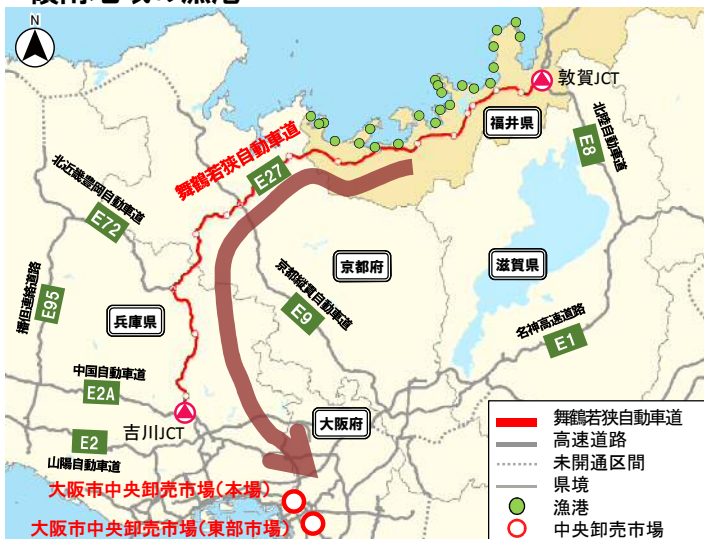 N
敦賀JCT
福井県
北陸自動車道
E8
舞鶴若狭自動車道
E27
北近畿豊岡自動車道
E72
京都府
滋賀県
京都縦貫自動車道
E9
播但連絡道路
E95
兵庫県
名神高速道路
E1
中国自動車道
E2A
吉川JCT
大阪府
E2
山陽自動車道
大阪市中央卸売市場(本場)
大阪市中央卸売市場(東部市場)
舞鶴若狭自動車道
高速道路
未開通区間
県境
漁港
中央卸売市場